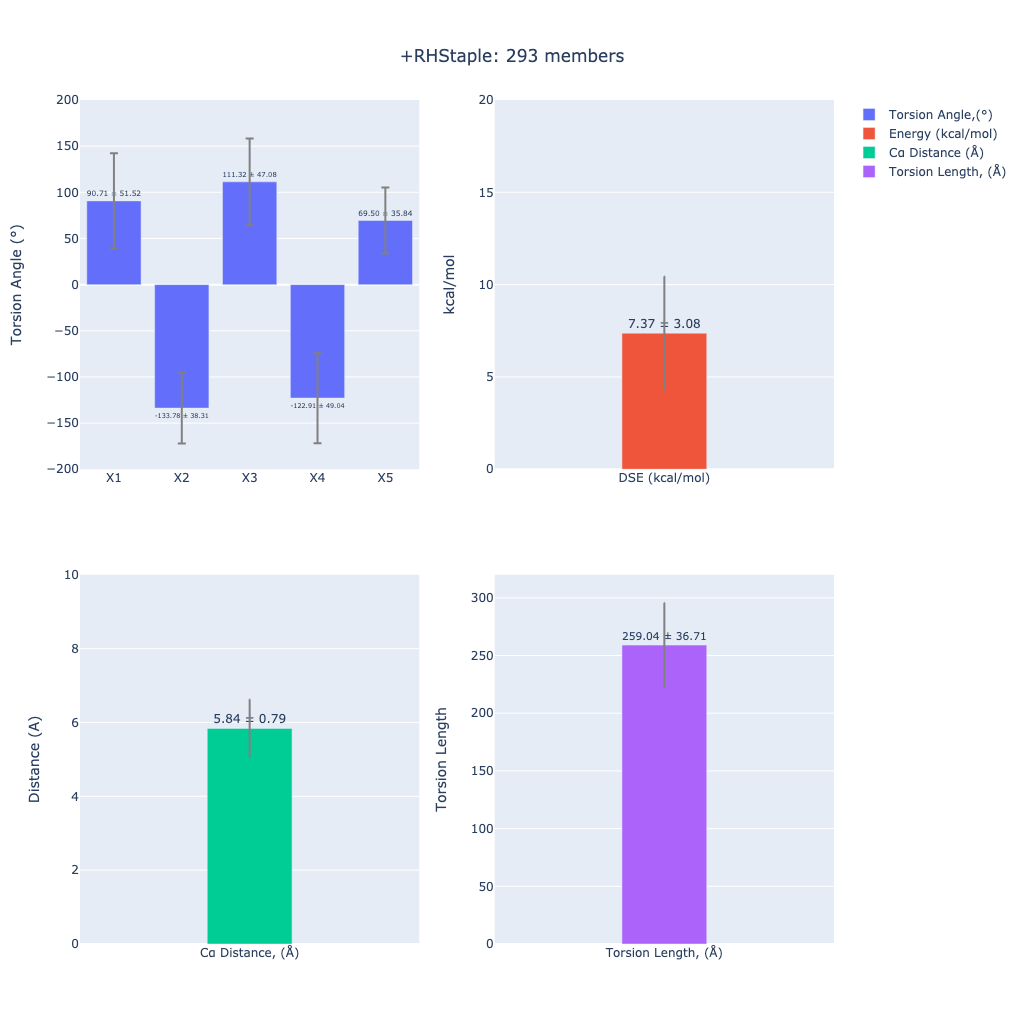 +RHStaple: 293 members
200
150
100
50
0
−50
−100
−150
−200
Torsion Angle (°)
90.71 ± 51.52
-133.78 ± 38.31
111.32 ± 47.08
-122.91 ± 49.04
69.50 ± 35.84
X1
X2
X3
X4
X5
20
15
10
5
0
kcal/mol
7.37 ± 3.08
DSE (kcal/mol)
Torsion Angle,(°)
Energy (kcal/mol)
Cα Distance (Å)
Torsion Length, (Å)
10
8
6
4
2
0
Distance (A)
5.84 ± 0.79
Cα Distance, (Å)
300
250
200
150
100
50
0
Torsion Length
259.04 ± 36.71
Torsion Length, (Å)